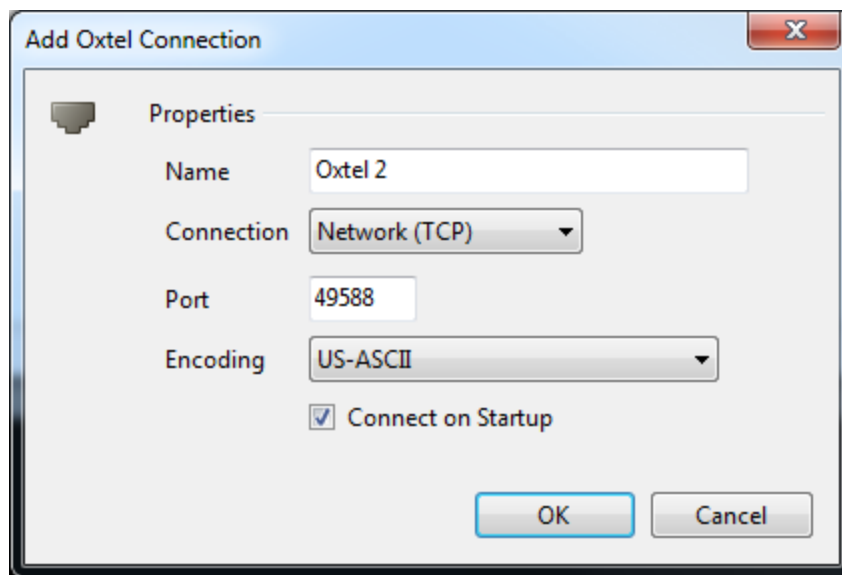 Add Oxtel Connection
Properties
Name Oxtel 2
Connection Network (TCP)
Port 49588
Encoding US-ASCII
Connect on Startup
OK Cancel